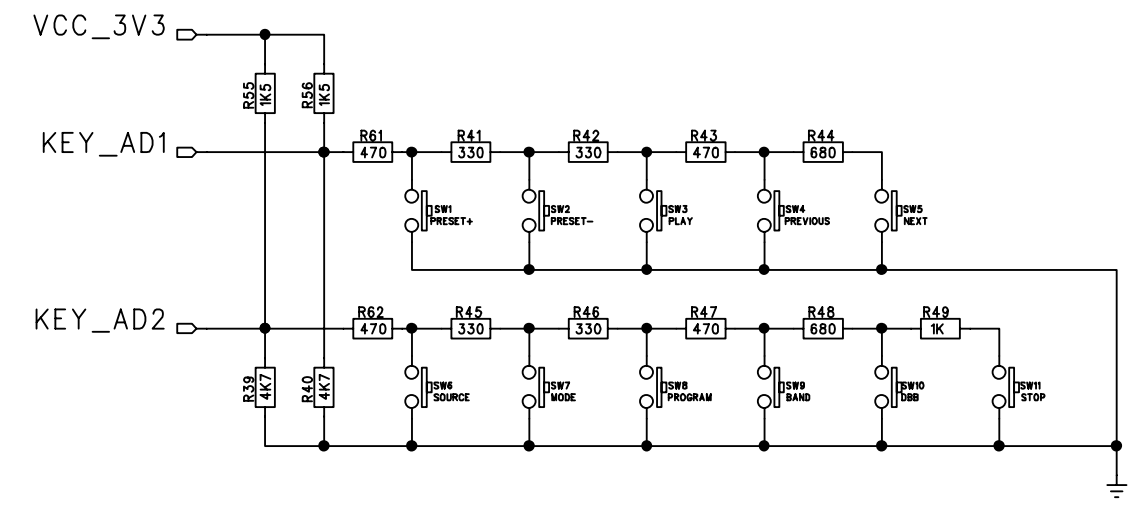 VCC_3V3
R55 1K5
R56 1K5
KEY_AD1
R61 R41 R42 R43 R44
470 330 330 470 680
SW1 SW2 SW3 SW4 SW5
PRESET+ PRESET- PLAY PREVIOUS NEXT
KEY_AD2
R62 R45 R46 R47 R48 R49
470 330 330 470 680 1K
R39 4K7
R40 4K7
SW6 SW7 SW8 SW9 SW10 SW11
SOURCE MODE PROGRAM BAND DBB STOP